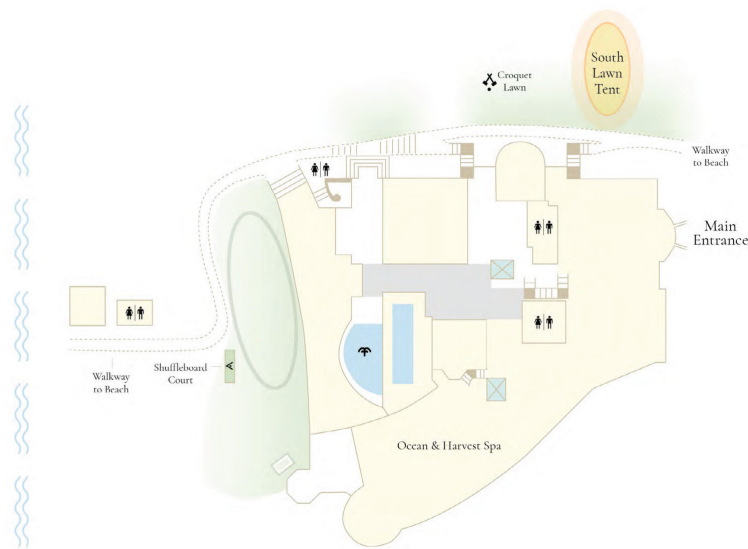 South
Lawn
Tent
Croquet
Lawn
Walkway
to Beach
Main
Entrance
Shuffleboard
Court
Walkway
to Beach
Ocean & Harvest Spa